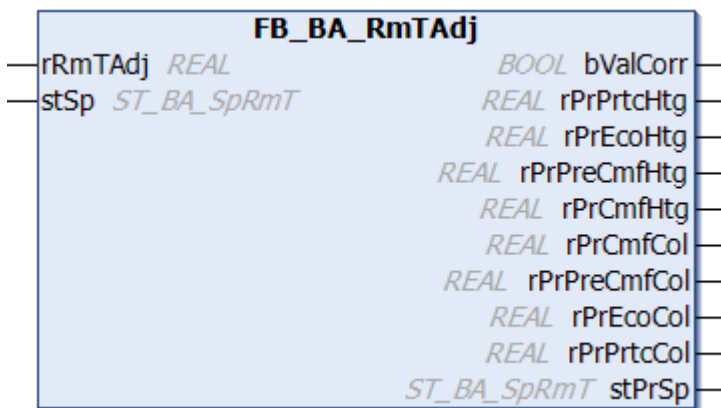 FB_BA_RmTAdj
rRmTAdj REAL BOOL bValCorr
stSp ST_BA_SpRmT REAL rPrPrtcHtg
REAL rPrEcoHtg
REAL rPrPreCmfHtg
REAL rPrCmfHtg
REAL rPrCmfCol
REAL rPrPreCmfCol
REAL rPrEcoCol
REAL rPrPrtcCol
ST_BA_SpRmT stPrSp